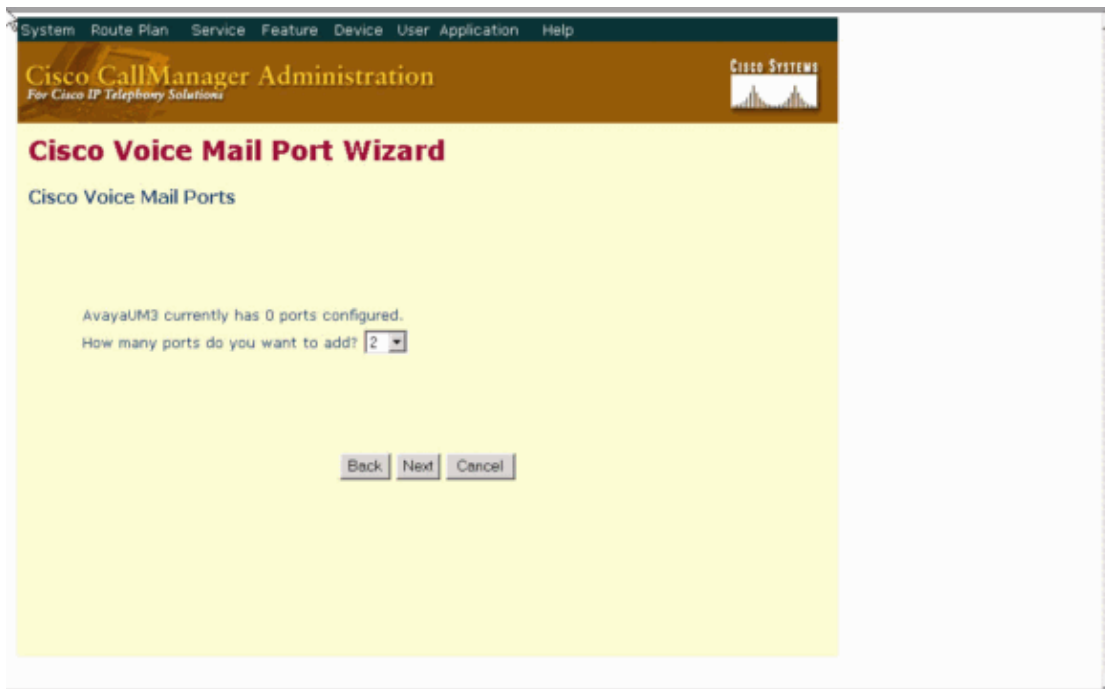 System Route Plan Service Feature Device User Application Help
Cisco CallManager Administration
For Cisco IP Telephony Solutions
CISCO SYSTEMS
Cisco Voice Mail Port Wizard
Cisco Voice Mail Ports
AvayaUM3 currently has 0 ports configured.
How many ports do you want to add? 2
Back Next Cancel